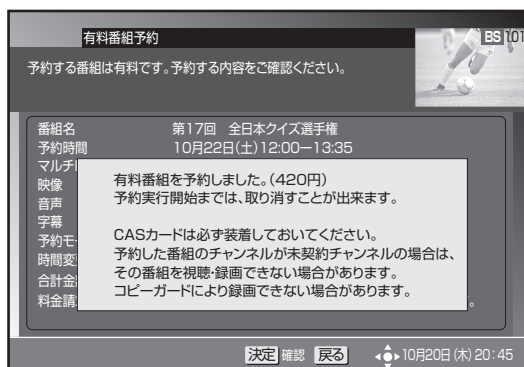 有料番組予約
BS 101
予約する番組は有料です。予約する内容をご確認ください。
番組名 第17回 全日本クイズ選手権
予約時間 10月22日(土)12:00ー13:35
マルチ
映像
音声
字幕
予約モ
時間変
合計金
料金請
有料番組を予約しました。(420円)
予約実行開始までは、取り消すことが出来ます。
CASカードは必ず装着しておいてください。
予約した番組のチャンネルが未契約チャンネルの場合は、
その番組を視聴・録画できない場合があります。
コピーガードにより録画できない場合があります。
。
決定 確認 戻る 10月20日(木)20:45